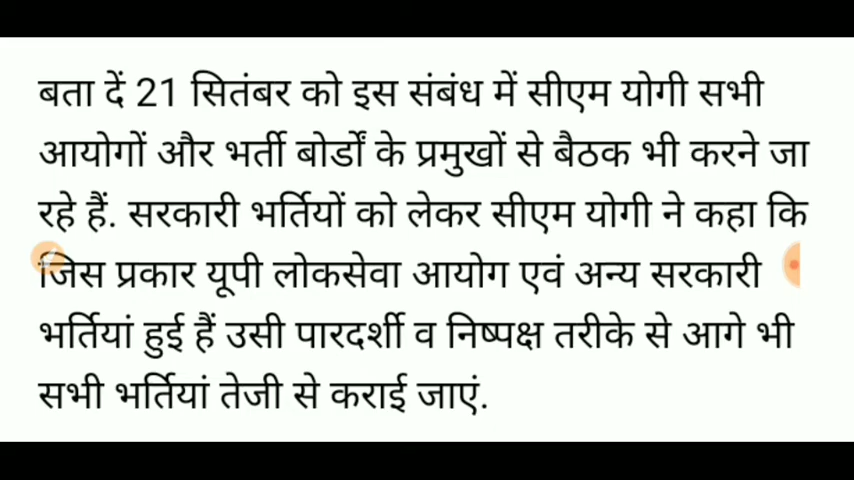 बता दें 21 सितंबर को इस संबंध में सीएम योगी सभी
आयोगों और भर्ती बोर्डों के प्रमुखों से बैठक भी करने जा
रहे हैं. सरकारी भर्तियों को लेकर सीएम योगी ने कहा कि
जिस प्रकार यूपी लोकसेवा आयोग एवं अन्य सरकारी
भर्तियां हुई हैं उसी पारदर्शी व निष्पक्ष तरीके से आगे भी
सभी भर्तियां तेजी से कराई जाएं.